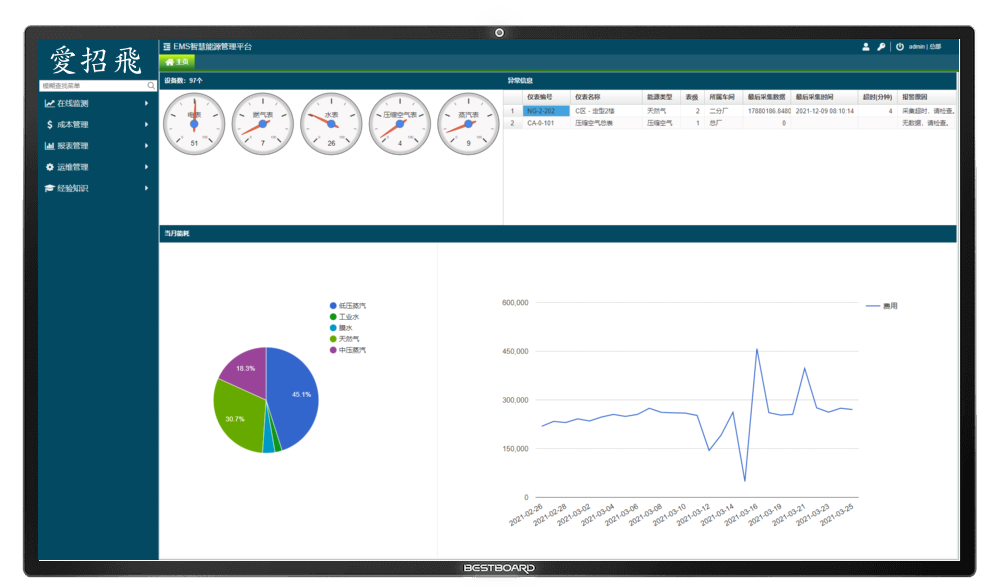 愛招飛
EMS智慧能源管理平台
admin | 总部
主页
模糊查找菜单
在线监测
成本管理
报表管理
运维管理
经验知识
设备数: 97个
电表
51
燃气表
7
水表
26
压缩空气表
4
蒸汽表
9
异常信息
仪表编号 仪表名称 能源类型 表级 所属车间 最后采集数据 最后采集时间 超时(分钟) 报警原因
1 NG-2-202 天然气 2 二分厂 17880186.8480 2021-12-09 08:10:14 4 采集超时，请检查。
2 CA-0-101 压缩空气总表 压缩空气 1 总厂 0 无数据，请检查。
当月能耗
低压蒸汽
工业水
膜水
天然气
中压蒸汽
18.3%
45.1%
30.7%
600,000
450,000
300,000
150,000
0
费用
2021-02-26
2021-02-28
2021-03-02
2021-03-04
2021-03-06
2021-03-08
2021-03-10
2021-03-12
2021-03-14
2021-03-16
2021-03-19
2021-03-21
2021-03-23
2021-03-25
BESTBOARD